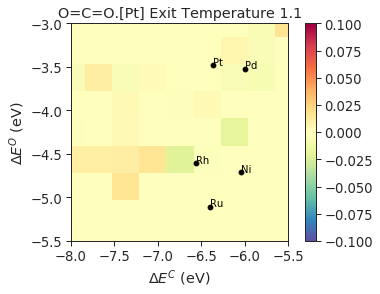 O=C=O.[Pt] Exit Temperature 1.1
−3.0
−3.5
−4.0
−4.5
−5.0
−5.5
ΔE^O (eV)
Pt
Pd
Rh
Ni
Ru
−8.0 −7.5 −7.0 −6.5 −6.0 −5.5
ΔE^C (eV)
0.100
0.075
0.050
0.025
0.000
−0.025
−0.050
−0.075
−0.100